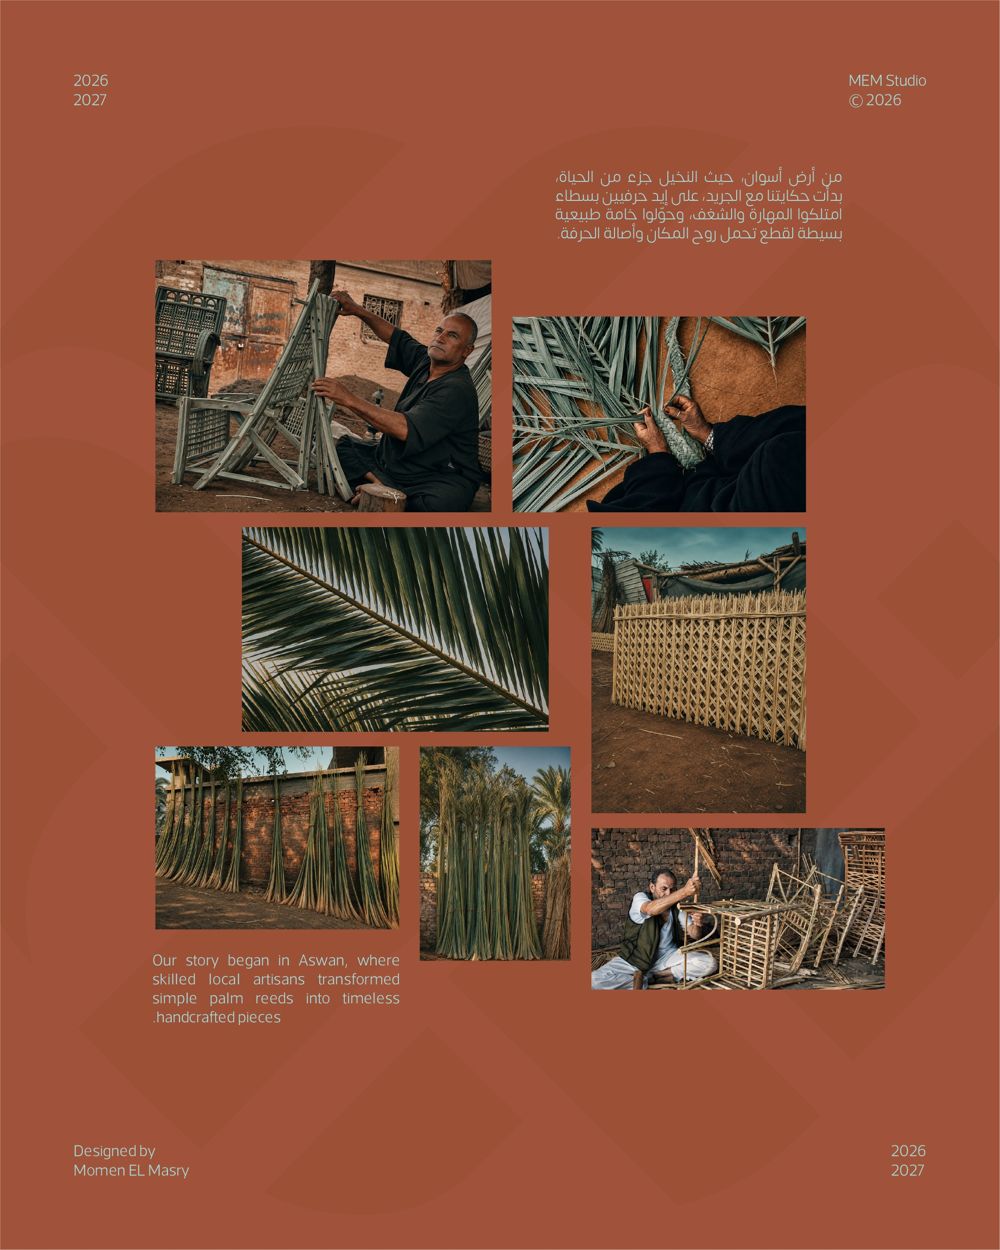 2026
2027
MEM Studio
© 2026
من أرض أسوان، حيث النخيل جزء من الحياة،
بدأت حكايتنا مع الجريد، على إيد حرفيين بسطاء
امتلكوا المهارة والشغف، وحوّلوا خامة طبيعية
بسيطة لقطع تحمل روح المكان وأصالة الحرفة.
Our story began in Aswan, where
skilled local artisans transformed
simple palm reeds into timeless
.handcrafted pieces
Designed by
Momen EL Masry
2026
2027